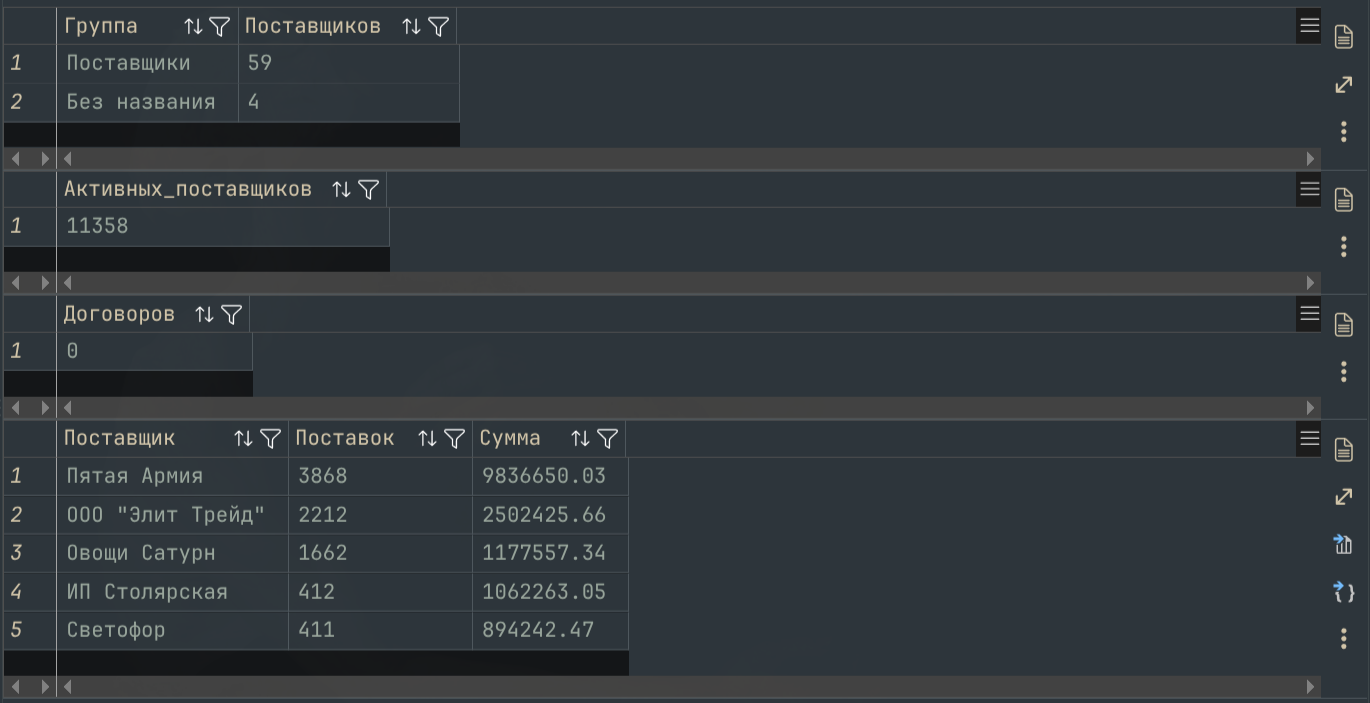 Группа Поставщиков
1 Поставщики 59
2 Без названия 4
Активных_поставщиков
1 11358
Договоров
1 0
Поставщик Поставок Сумма
1 Пятая Армия 3868 9836650.03
2 ООО "Элит Трейд" 2212 2502425.66
3 Овощи Сатурн 1662 1177557.34
4 ИП Столярская 412 1062263.05
5 Светофор 411 894242.47